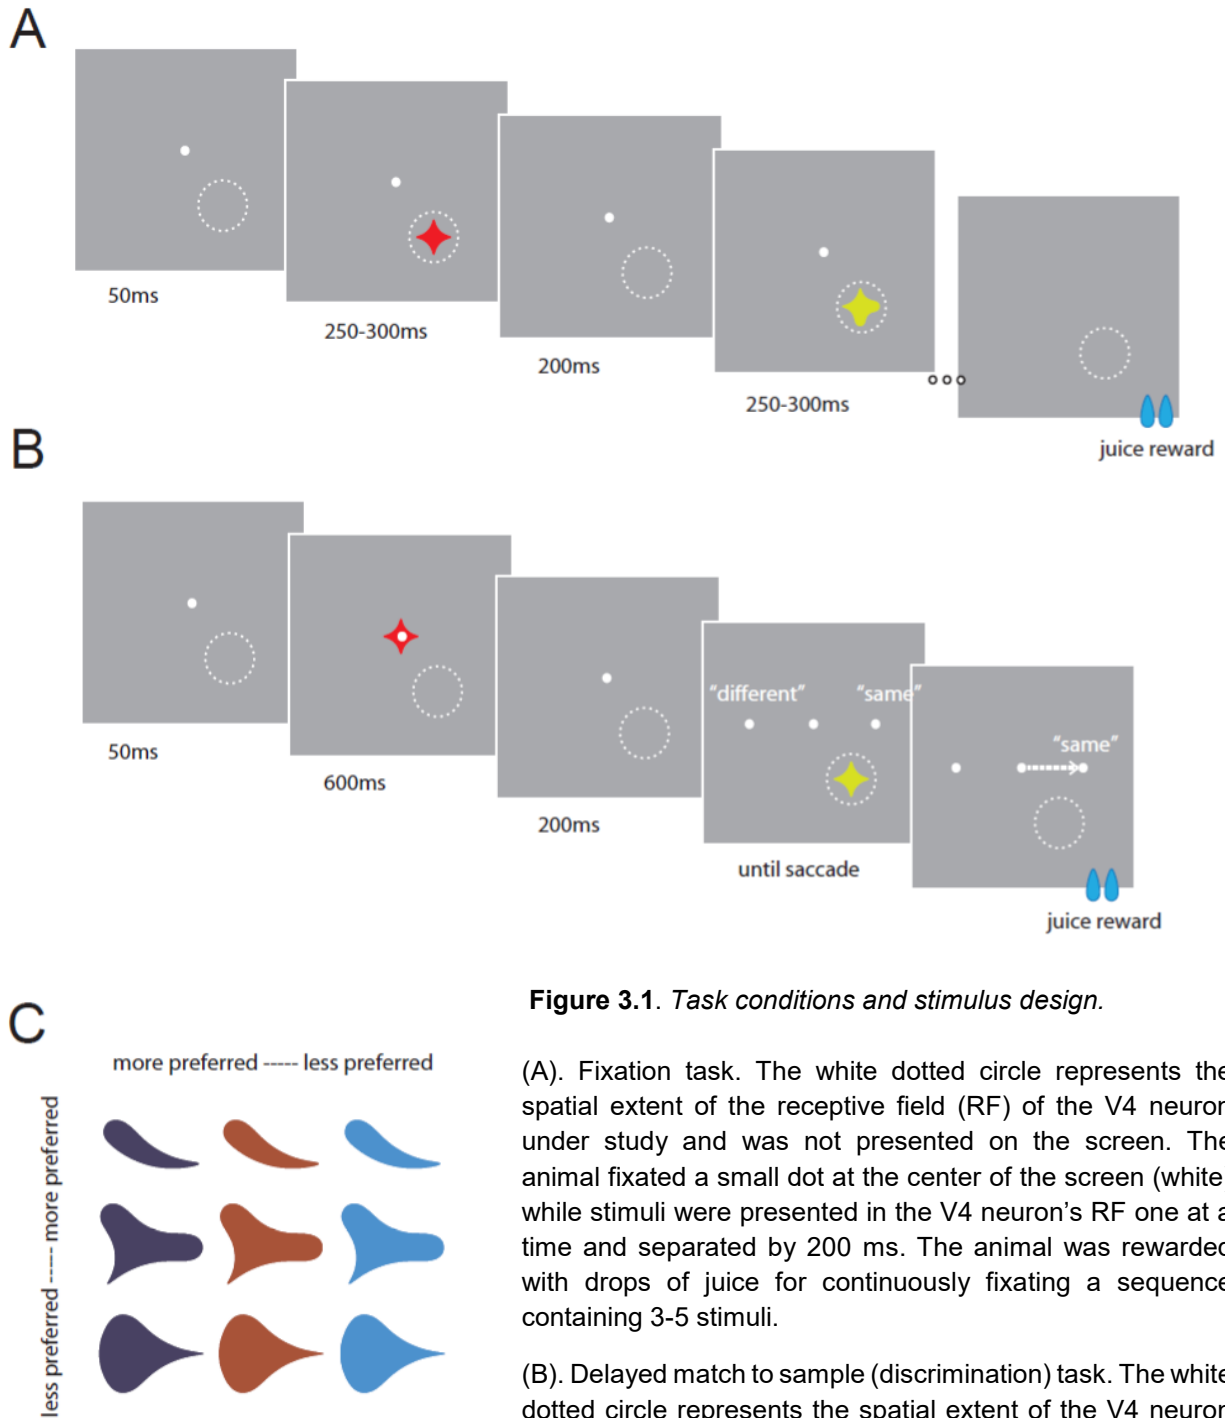 A
50ms
250-300ms
200ms
250-300ms
juice reward
B
50ms
600ms
200ms
"different" "same"
until saccade
"same"
juice reward
C
more preferred ----- less preferred
less preferred ----- more preferred
Figure 3.1. Task conditions and stimulus design.
(A). Fixation task. The white dotted circle represents the
spatial extent of the receptive field (RF) of the V4 neuron
under study and was not presented on the screen. The
animal fixated a small dot at the center of the screen (white
while stimuli were presented in the V4 neuron's RF one at a
time and separated by 200 ms. The animal was rewarded
with drops of juice for continuously fixating a sequence
containing 3-5 stimuli.
(B). Delayed match to sample (discrimination) task. The white
dotted circle represents the spatial extent of the V4 neuron